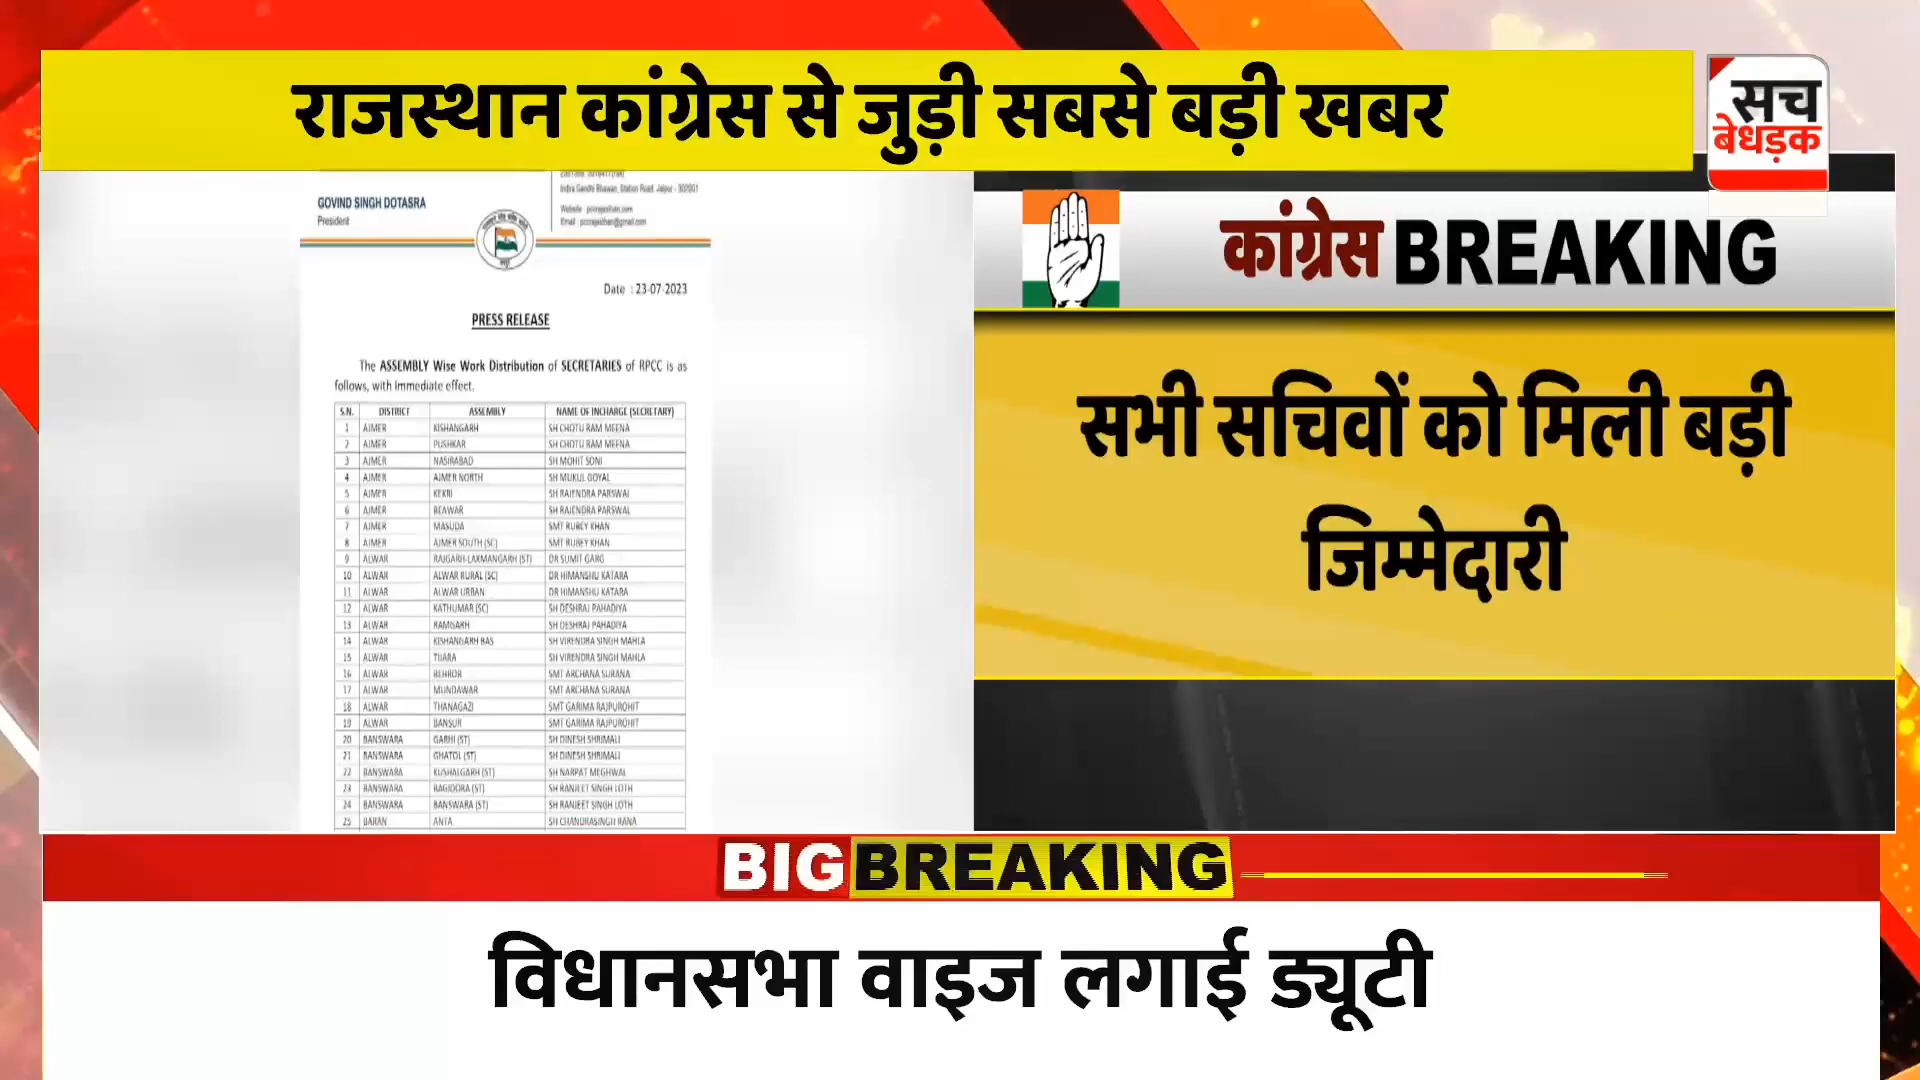 राजस्थान कांग्रेस से जुड़ी सबसे बड़ी खबर
सच
बेधड़क
GOVIND SINGH DOTASRA
President
Indra Gandhi Bhawan, Station Road, Jaipur - 302001
Date : 23-07-2023
PRESS RELEASE
The ASSEMBLY Wise Work Distribution of SECRETARIES of RPCC is as
follows, with immediate effect.
S.N. DISTRICT ASSEMBLY NAME OF INCHARGE (SECRETARY)
1 AJMER KISHANGARH SH CHOTU RAM MEENA
2 AJMER PUSHKAR SH CHOTU RAM MEENA
3 AJMER NASIRABAD SH MOHIT SONI
4 AJMER AJMER NORTH SH MUKUL GOYAL
5 AJMER KEKRI SH RAJENDRA PARSWAL
6 AJMER BEAWAR SH RAJENDRA PARSWAL
7 AJMER MASUDA SMT RUBEY KHAN
8 AJMER AJMER SOUTH (SC) SMT RUBEY KHAN
9 ALWAR RAJGARH-LAXMANGARH (ST) DR SUMIT GARG
10 ALWAR ALWAR RURAL (SC) DR HIMANSHU KATARA
11 ALWAR ALWAR URBAN DR HIMANSHU KATARA
12 ALWAR KATHUMAR (SC) SH DESHRAJ PAHADIYA
13 ALWAR RAMGARH SH DESHRAJ PAHADIYA
14 ALWAR KISHANGARH BAS SH VIRENDRA SINGH MAHLA
15 ALWAR TIJARA SH VIRENDRA SINGH MAHLA
16 ALWAR BEHROR SMT ARCHANA SURANA
17 ALWAR MUNDAWAR SMT ARCHANA SURANA
18 ALWAR THANAGAZI SMT GARIMA RAJPUROHIT
19 ALWAR BANSUR SMT GARIMA RAJPUROHIT
20 BANSWARA GARHI (ST) SH DINESH SHRIMALI
21 BANSWARA GHATOL (ST) SH DINESH SHRIMALI
22 BANSWARA KUSHALGARH (ST) SH NARPAT MEGHWAL
23 BANSWARA BAGIDORA (ST) SH RANJEET SINGH LOTH
24 BANSWARA BANSWARA (ST) SH RANJEET SINGH LOTH
25 BARAN ANTA SH CHANDRASINGH RANA
कांग्रेस BREAKING
सभी सचिवों को मिली बड़ी
जिम्मेदारी
BIG BREAKING
विधानसभा वाइज लगाई ड्यूटी